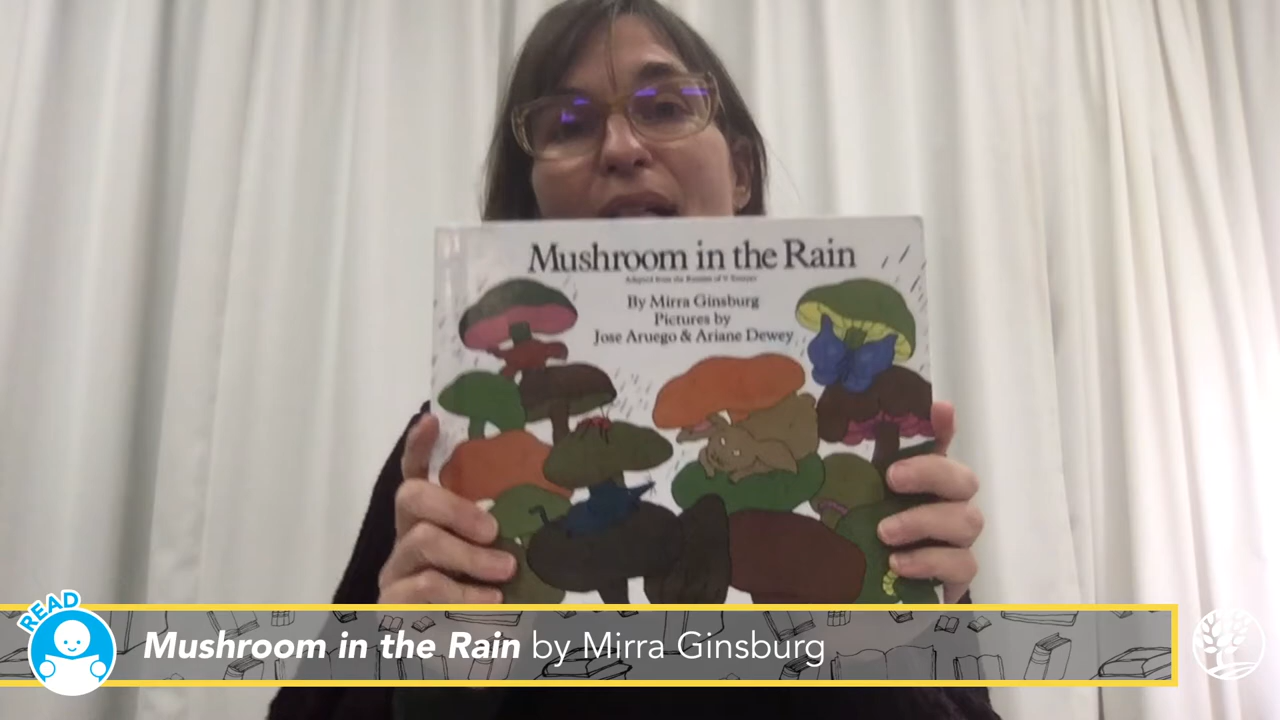 Mushroom in the Rain
By Mirra Ginsburg
Pictures by
Jose Aruego & Ariane Dewey
READ
Mushroom in the Rain by Mirra Ginsburg